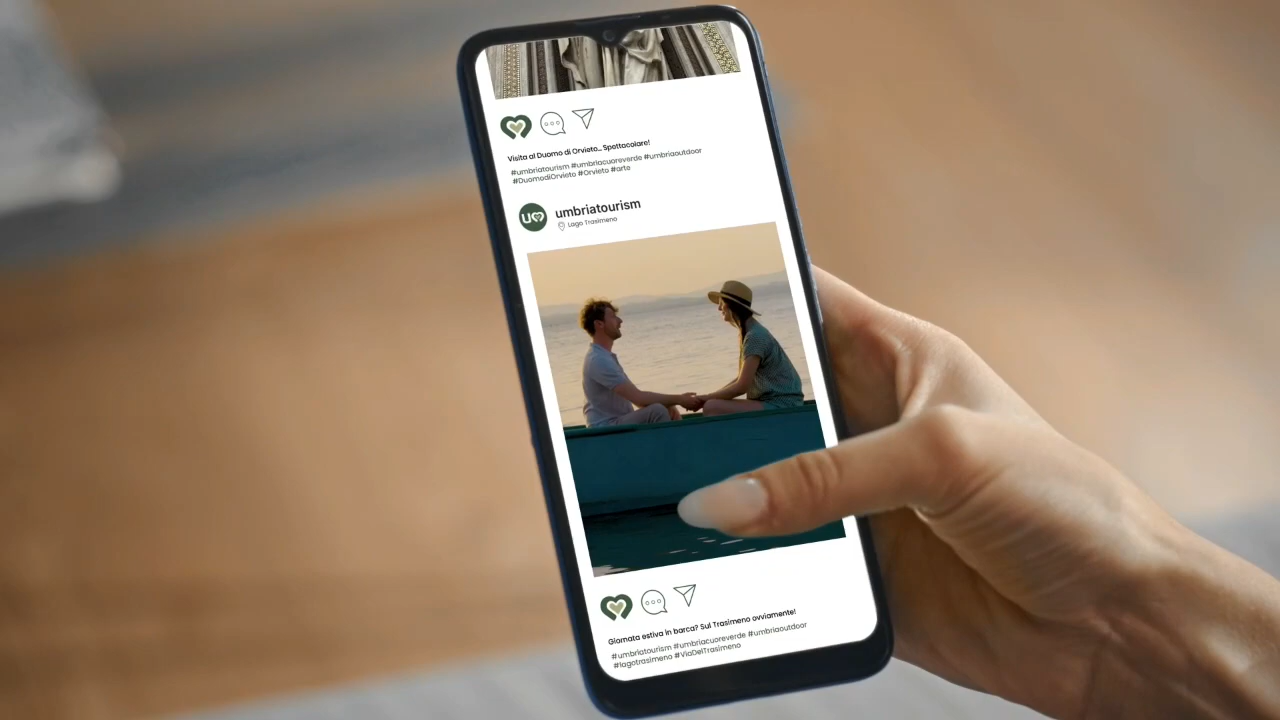 Visita al Duomo di Orvieto... Spettacolare!
#umbriatourism #umbriacuoreverde #umbriaoutdoor
#DuomodiOrvieto #Orvieto #arte
U
umbriatourism
Lago Trasimeno
Giornata estiva in barca? Sul Trasimeno ovviamente!
#umbriatourism #umbriacuoreverde #umbriaoutdoor
#lagotrasimeno #ViaDelTrasimeno